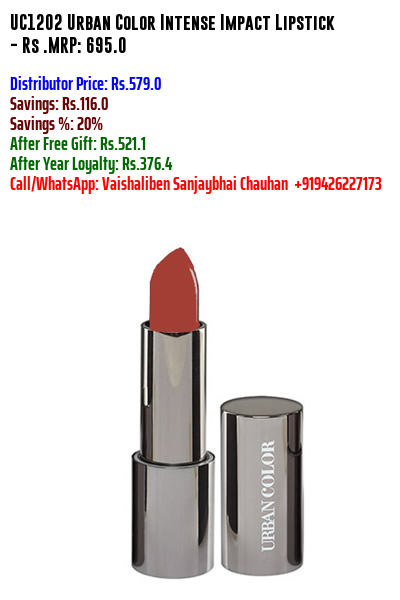 UC1202 Urban Color Intense Impact Lipstick
- Rs .MRP: 695.0
Distributor Price: Rs.579.0
Savings: Rs.116.0
Savings %: 20%
After Free Gift: Rs.521.1
After Year Loyalty: Rs.376.4
Call/WhatsApp: Vaishaliben Sanjaybhai Chauhan +919426227173
URBAN COLOR